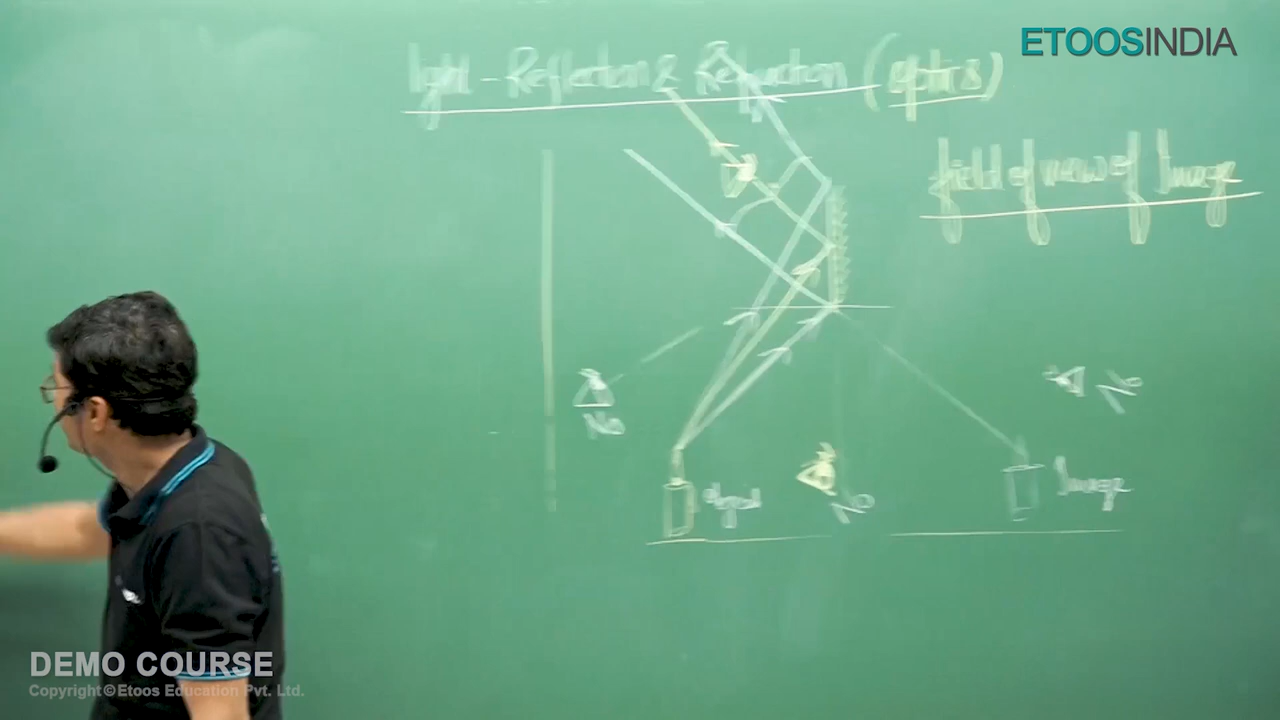 ETOOSINDIA
light - Reflection & Refraction (optics)
field of view of Image
No
object
Image
DEMO COURSE
Copyright © Etoos Education Pvt. Ltd.